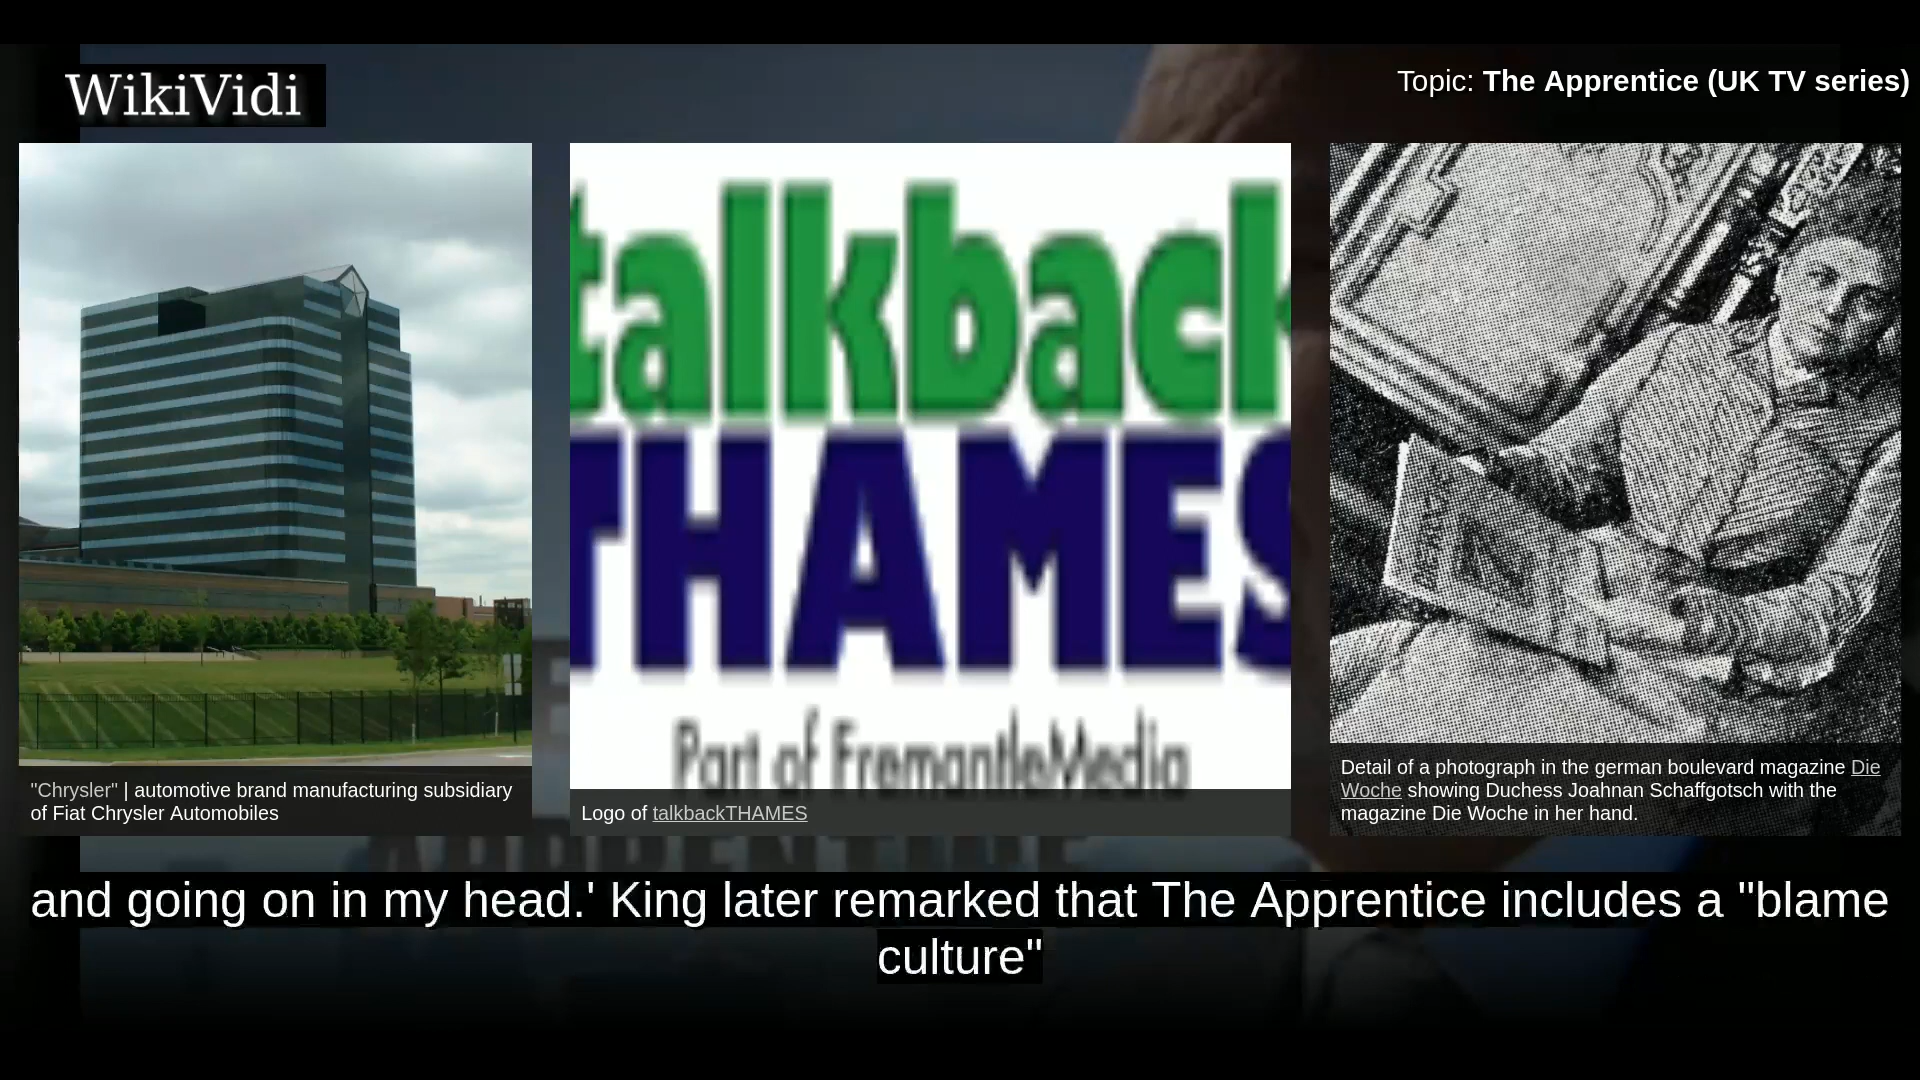 WikiVidi
Topic: The Apprentice (UK TV series)
talkback
THAMES
Part of FremantleMedia
"Chrysler" | automotive brand manufacturing subsidiary
of Fiat Chrysler Automobiles
Logo of talkbackTHAMES
Detail of a photograph in the german boulevard magazine Die
Woche showing Duchess Joahnan Schaffgotsch with the
magazine Die Woche in her hand.
APPRENTICE
and going on in my head.' King later remarked that The Apprentice includes a "blame
culture"